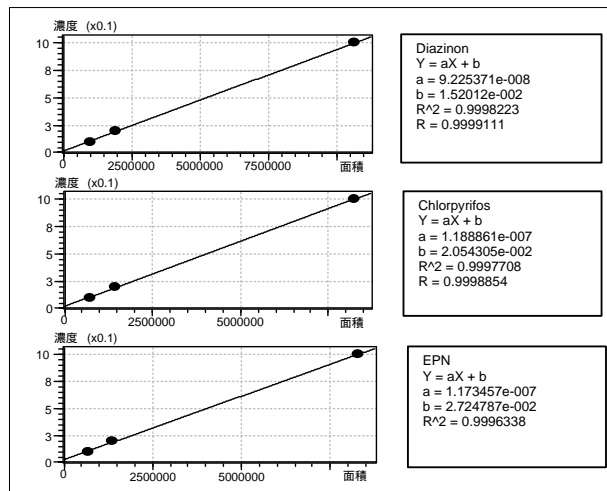 濃度 (x0.1)
10
8
5
3
0
0 2500000 5000000 7500000 面積
Diazinon
Y = aX + b
a = 9.225371e-008
b = 1.52012e-002
R^2 = 0.9998223
R = 0.9999111
濃度 (x0.1)
10
8
5
3
0
0 2500000 5000000 面積
Chlorpyrifos
Y = aX + b
a = 1.188861e-007
b = 2.054305e-002
R^2 = 0.9997708
R = 0.9998854
濃度 (x0.1)
10
8
5
3
0
0 2500000 5000000 面積
EPN
Y = aX + b
a = 1.173457e-007
b = 2.724787e-002
R^2 = 0.9996338